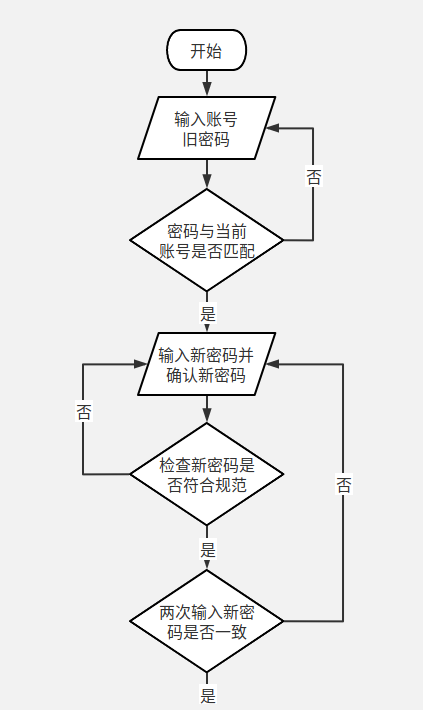 开始
输入账号
旧密码
否
密码与当前
账号是否匹配
是
输入新密码并
确认新密码
否
检查新密码是
否符合规范
否
是
两次输入新密
码是否一致
是